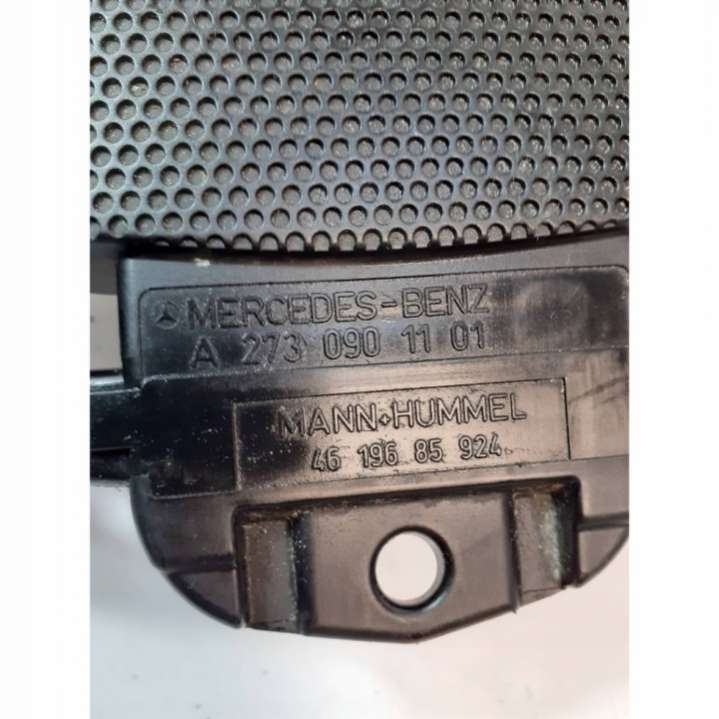 MERCEDES-BENZ
A 273 090 11 01
MANN+HUMMEL
46 196 85 924